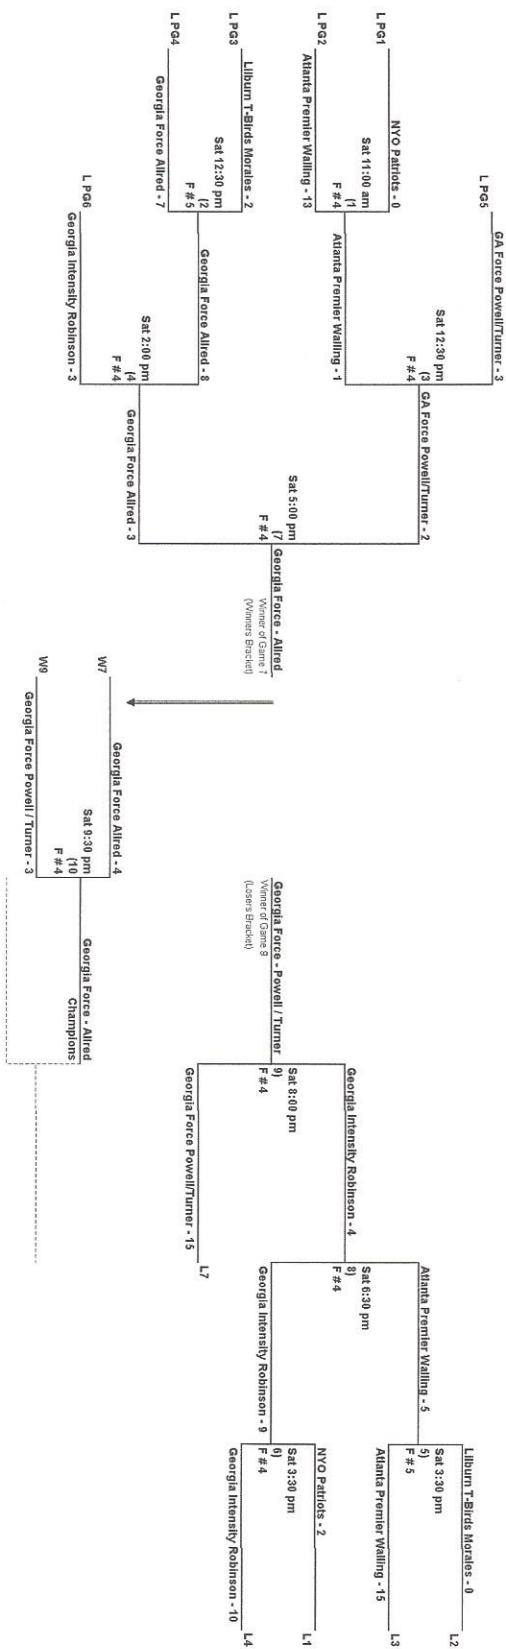 L PG5
GA Force Powell/Turner - 3
L PG1
NYO Patriots - 0
Sat 11:00 am
(1
F # 4
L PG2
Atlanta Premier Walling - 13
Sat 12:30 pm
(3
F # 4
Atlanta Premier Walling - 1
L PG3
Lilburn T-Birds Morales - 2
Sat 12:30 pm
(2
F # 5
L PG4
Georgia Force Allred - 7
Georgia Force Allred - 8
Sat 2:00 pm
(4
F # 4
L PG6
Georgia Intensity Robinson - 3
GA Force Powell/Turner - 2
Sat 5:00 pm
(7
F # 4
Georgia Force Allred - 3
Georgia Force - Allred
Winner of Game 7
(Winners Bracket)
W7
Georgia Force Allred - 4
Sat 9:30 pm
(10
F # 4
W9
Georgia Force Powell / Turner - 3
Georgia Force - Allred
Champions
Georgia Force - Powell / Turner
Winner of Game 9
(Losers Bracket)
Georgia Intensity Robinson - 4
Sat 8:00 pm
9)
F # 4
Georgia Force Powell/Turner - 15
L7
Atlanta Premier Walling - 5
Sat 6:30 pm
8)
F # 4
Georgia Intensity Robinson - 9
Lilburn T-Birds Morales - 0
L2
Sat 3:30 pm
5)
F # 5
Atlanta Premier Walling - 15
L3
NYO Patriots - 2
L1
Sat 3:30 pm
6)
F # 4
Georgia Intensity Robinson - 10
L4